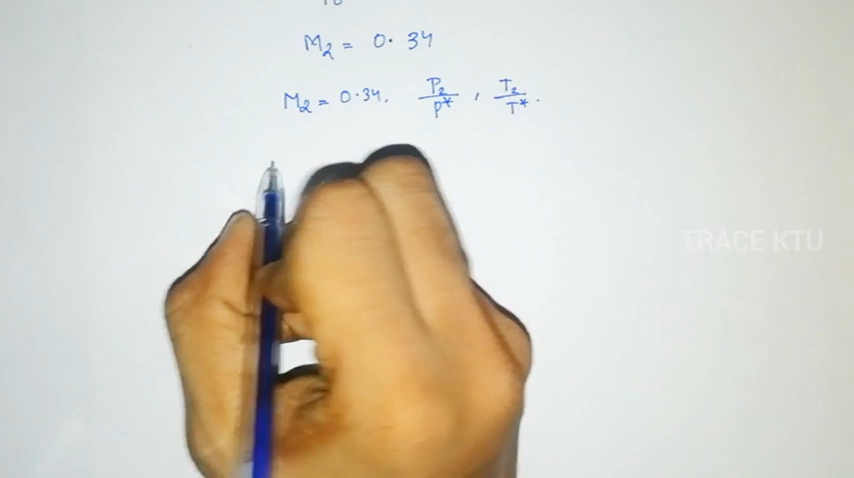 M₂ = 0.34
M₂ = 0.34, P₂/P* , T₂/T*.
TRACE KTU